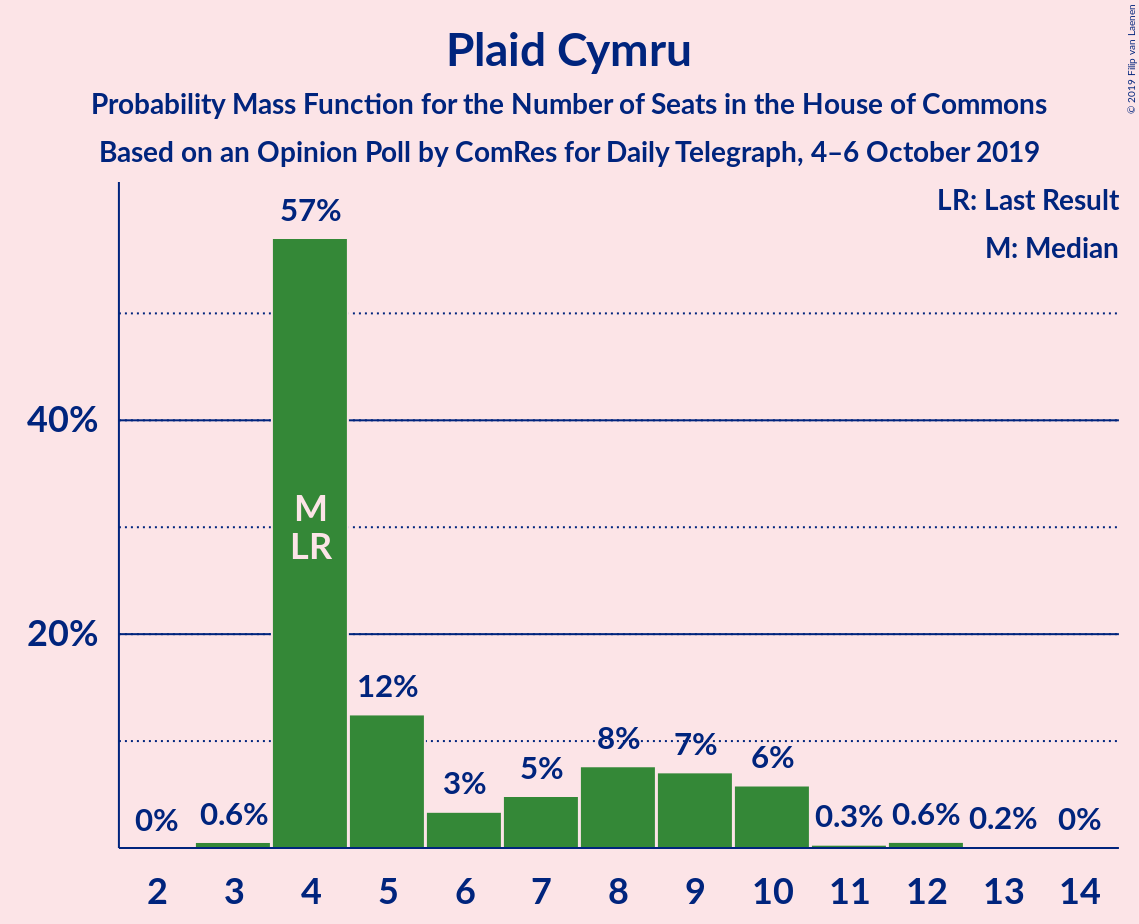 Plaid Cymru
Probability Mass Function for the Number of Seats in the House of Commons
Based on an Opinion Poll by ComRes for Daily Telegraph, 4–6 October 2019
© 2019 Filip van Laenen
LR: Last Result
M: Median
57%
40%
M
LR
20%
12%
8%
7%
6%
5%
3%
0%
0.6%
0.3%
0.6%
0.2%
0%
2 3 4 5 6 7 8 9 10 11 12 13 14